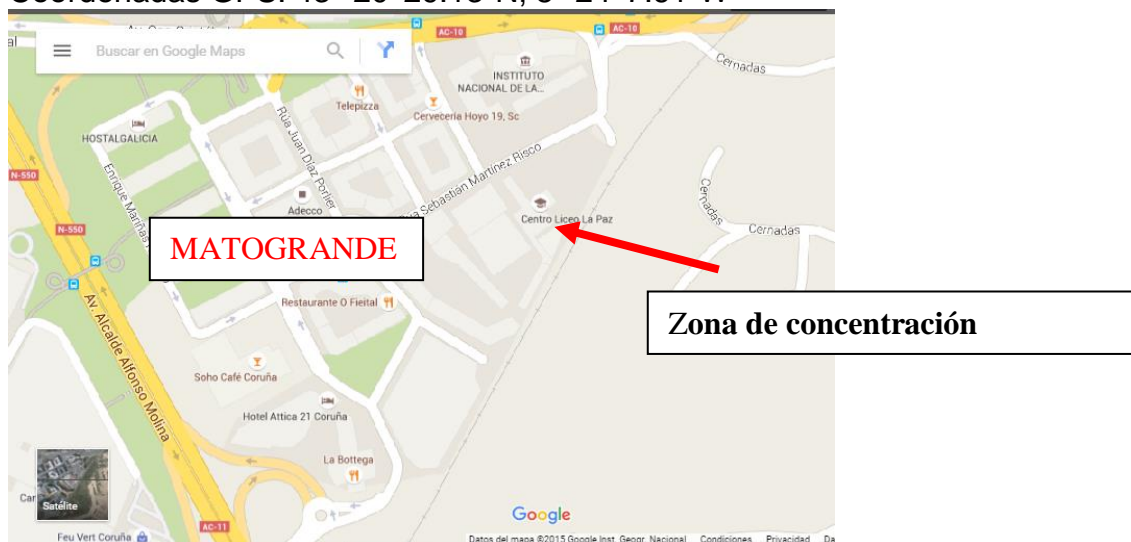 AC-10
AC-10
Buscar en Google Maps
Cernadas
INSTITUTO
NACIONAL DE LA...
Telepizza
Cervecería Hoyo 19, Sc
HOSTALGALICIA
Rúa Juan Díaz Porlier
Sebastián Martínez Risco
N-550
Enrique Mariñas
Adecco
Cernadas
Centro Liceo La Paz
N-550
Cernadas
MATOGRANDE
Restaurante O Fieital
Zona de concentración
Av. Alcalde Alfonso Molina
Soho Café Coruña
Hotel Attica 21 Coruña
La Bottega
Satélite
Google
AC-11
Feu Vert Coruña
Datos del mapa ©2015 Google Inst. Geogr. Nacional Condiciones Privacidad